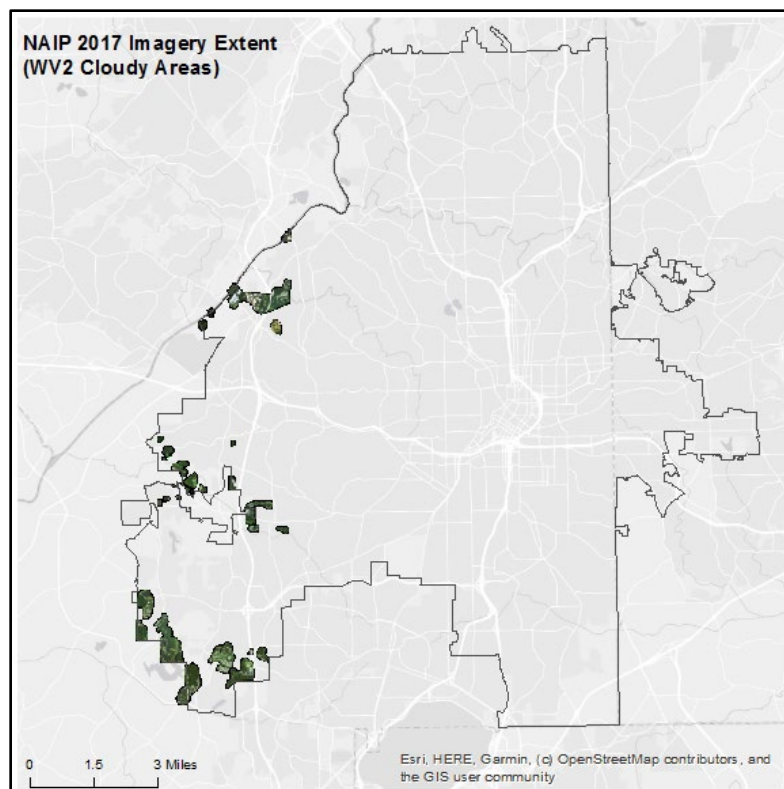 NAIP 2017 Imagery Extent
(WV2 Cloudy Areas)
0 1.5 3 Miles
Esri, HERE, Garmin, (c) OpenStreetMap contributors, and
the GIS user community